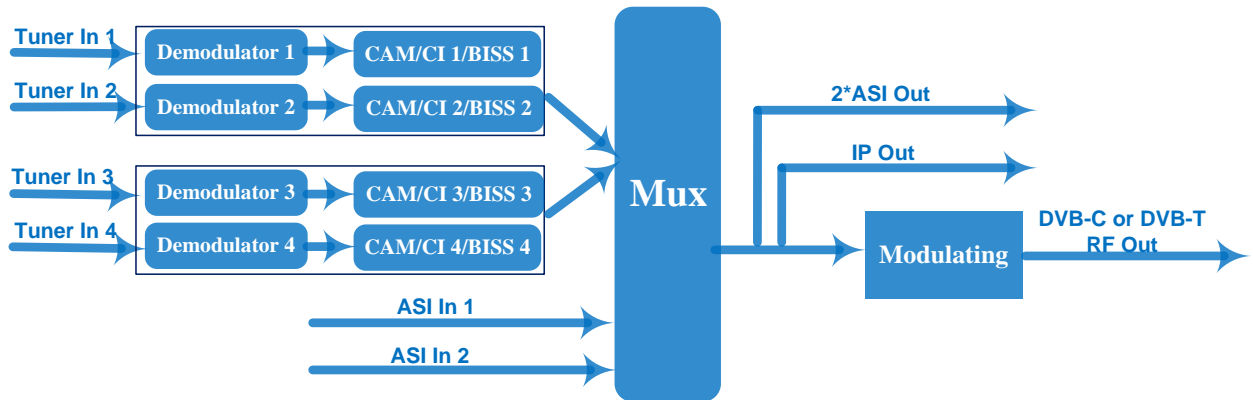 Tuner In 1
Demodulator 1
CAM/CI 1/BISS 1
Tuner In 2
Demodulator 2
CAM/CI 2/BISS 2
Tuner In 3
Demodulator 3
CAM/CI 3/BISS 3
Tuner In 4
Demodulator 4
CAM/CI 4/BISS 4
ASI In 1
ASI In 2
Mux
2*ASI Out
IP Out
Modulating
DVB-C or DVB-T
RF Out